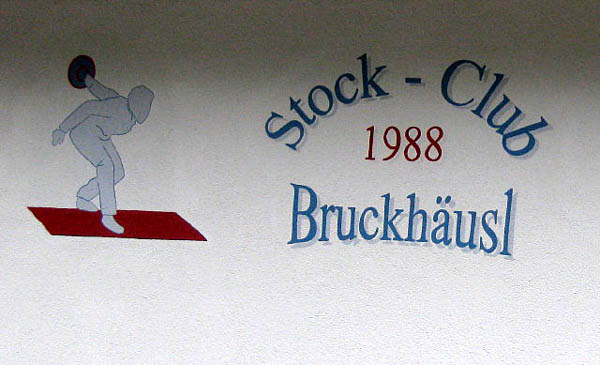 Stock - Club
1988
Bruckhäusl